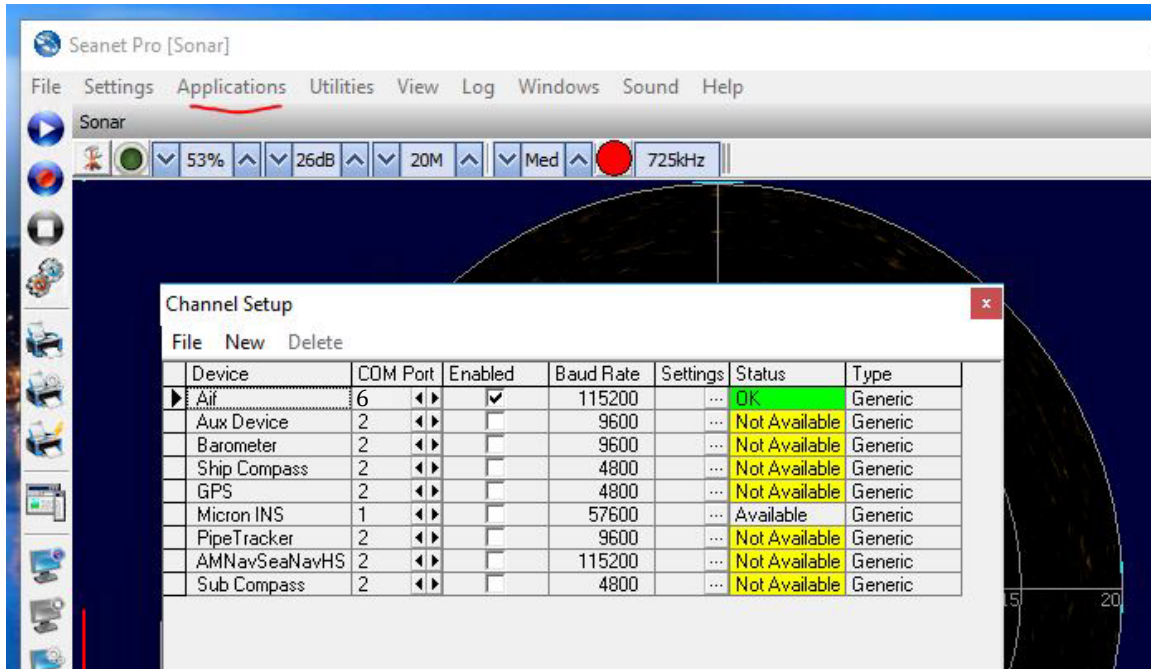 Seanet Pro [Sonar]
File Settings Applications Utilities View Log Windows Sound Help
Sonar
53% 26dB 20M Med 725kHz
Channel Setup
File New Delete
Device COM Port Enabled Baud Rate Settings Status Type
Aif 6 115200 ... OK Generic
Aux Device 2 9600 ... Not Available Generic
Barometer 2 9600 ... Not Available Generic
Ship Compass 2 4800 ... Not Available Generic
GPS 2 4800 ... Not Available Generic
Micron INS 1 57600 ... Available Generic
PipeTracker 2 9600 ... Not Available Generic
AMNavSeaNavHS 2 115200 ... Not Available Generic
Sub Compass 2 4800 ... Not Available Generic
15 20